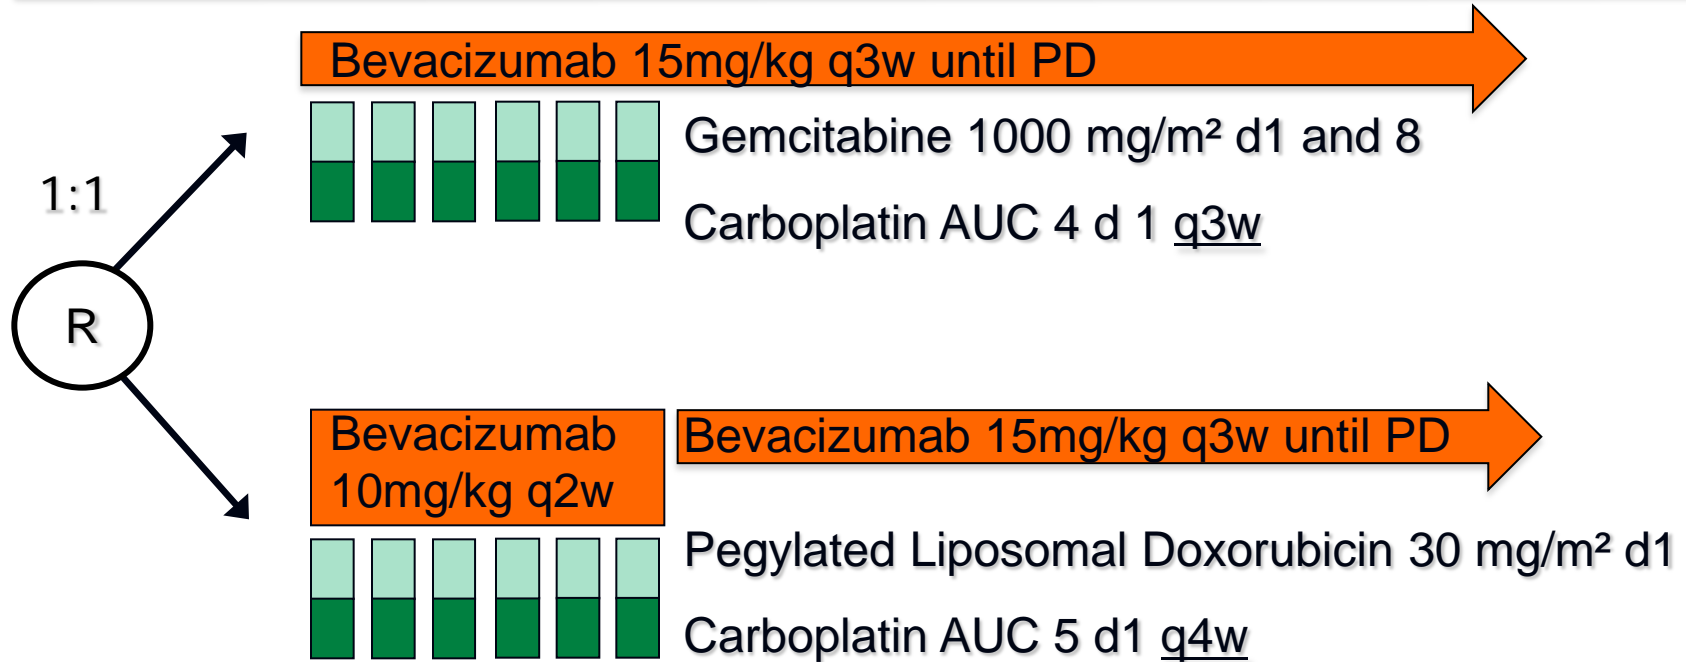 Bevacizumab 15mg/kg q3w until PD
Gemcitabine 1000 mg/m² d1 and 8
Carboplatin AUC 4 d 1 q3w
1:1
R
Bevacizumab
10mg/kg q2w
Bevacizumab 15mg/kg q3w until PD
Pegylated Liposomal Doxorubicin 30 mg/m² d1
Carboplatin AUC 5 d1 q4w